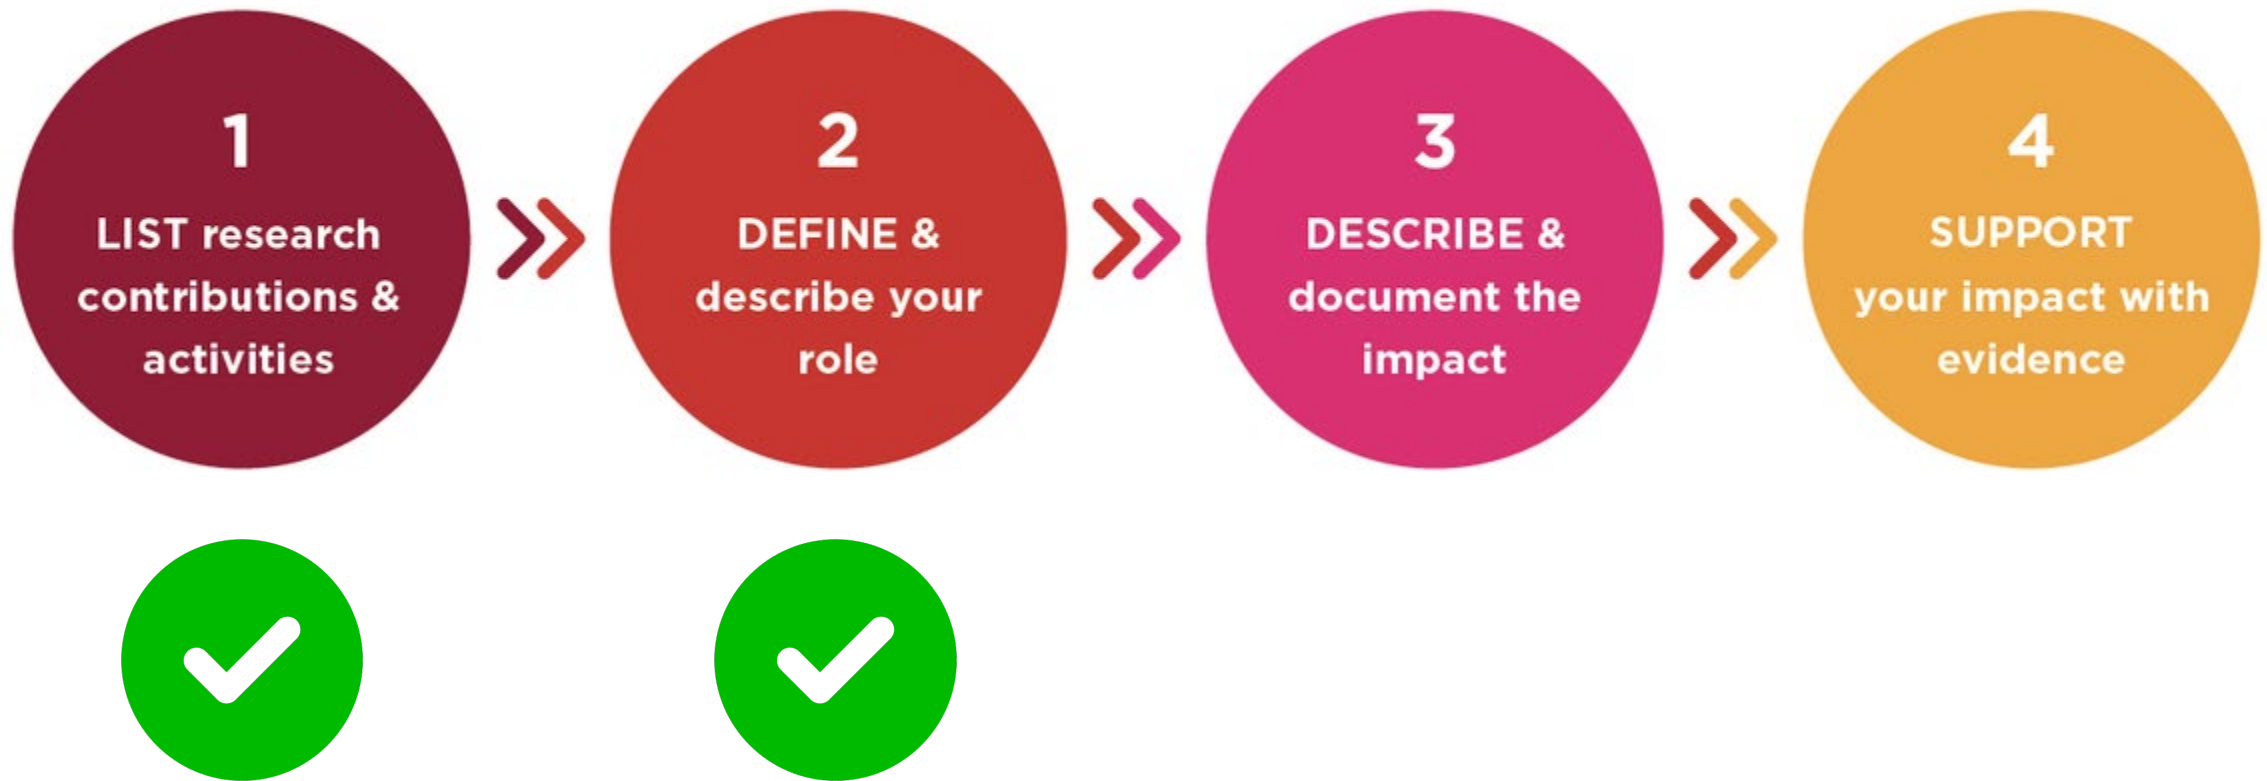 1
LIST research
contributions &
activities
2
DEFINE &
describe your
role
3
DESCRIBE &
document the
impact
4
SUPPORT
your impact with
evidence